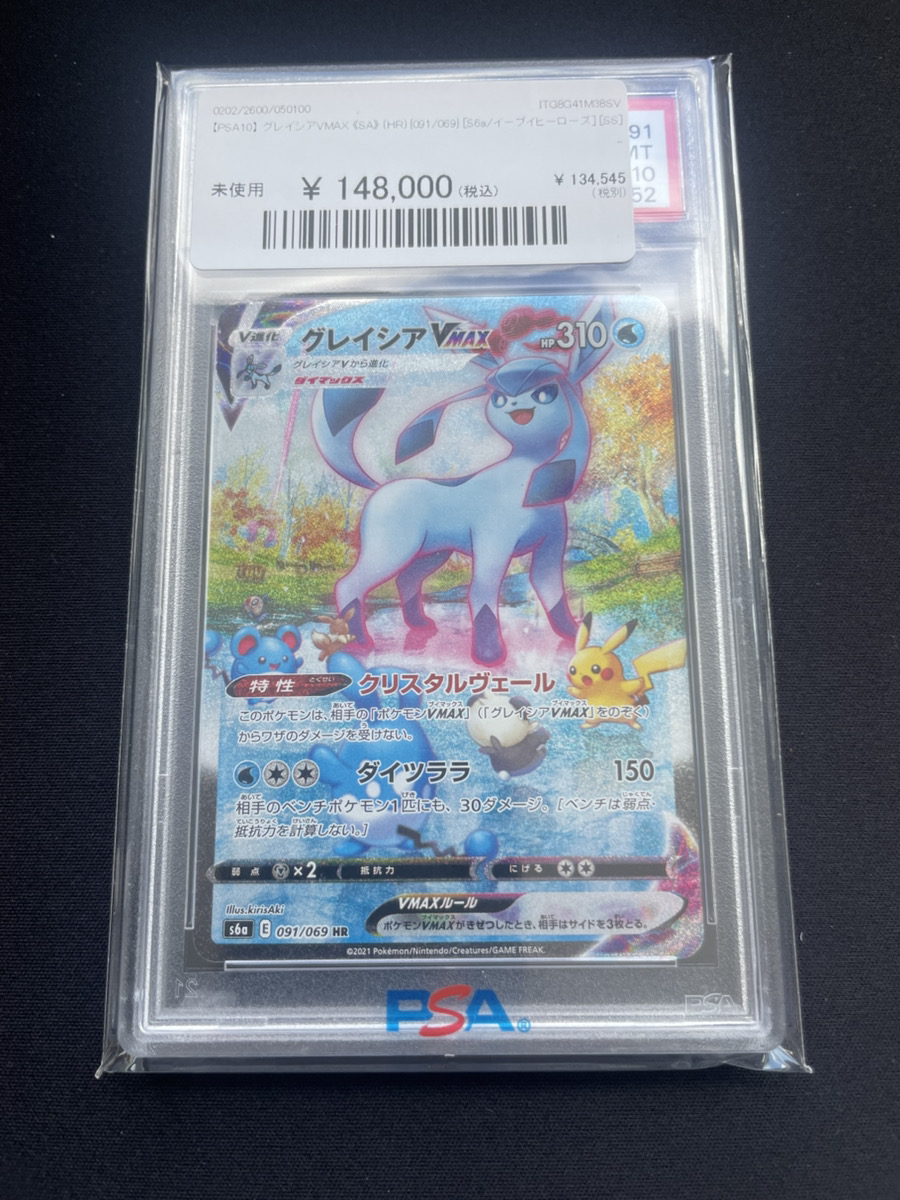 0202/2600/050100 ITG8G41M38SV
【PSA10】グレイシアVMAX《SA》(HR){091/069} [S6a/イーブイヒーローズ] [SS]
未使用 ¥ 148,000(税込) ¥ 134,545
(税別)
91
MT
10
52
V進化 グレイシアVMAX HP310
グレイシアVから進化
ダイマックス
特性 とくせい クリスタルヴェール
このポケモンは、相手の「ポケモンVMAX」(「グレイシアVMAX」をのぞく)
からワザのダメージを受けない。
ダイツララ 150
相手のベンチポケモン1匹にも、30ダメージ。[ベンチは弱点・
抵抗力を計算しない。]
弱点 ×2 抵抗力 にげる
VMAXルール
ポケモンVMAXがきぜつしたとき、相手はサイドを3枚とる。
Illus.kirisAki
s6a E 091/069 HR
©2021 Pokémon/Nintendo/Creatures/GAME FREAK.
PSA®
PSA